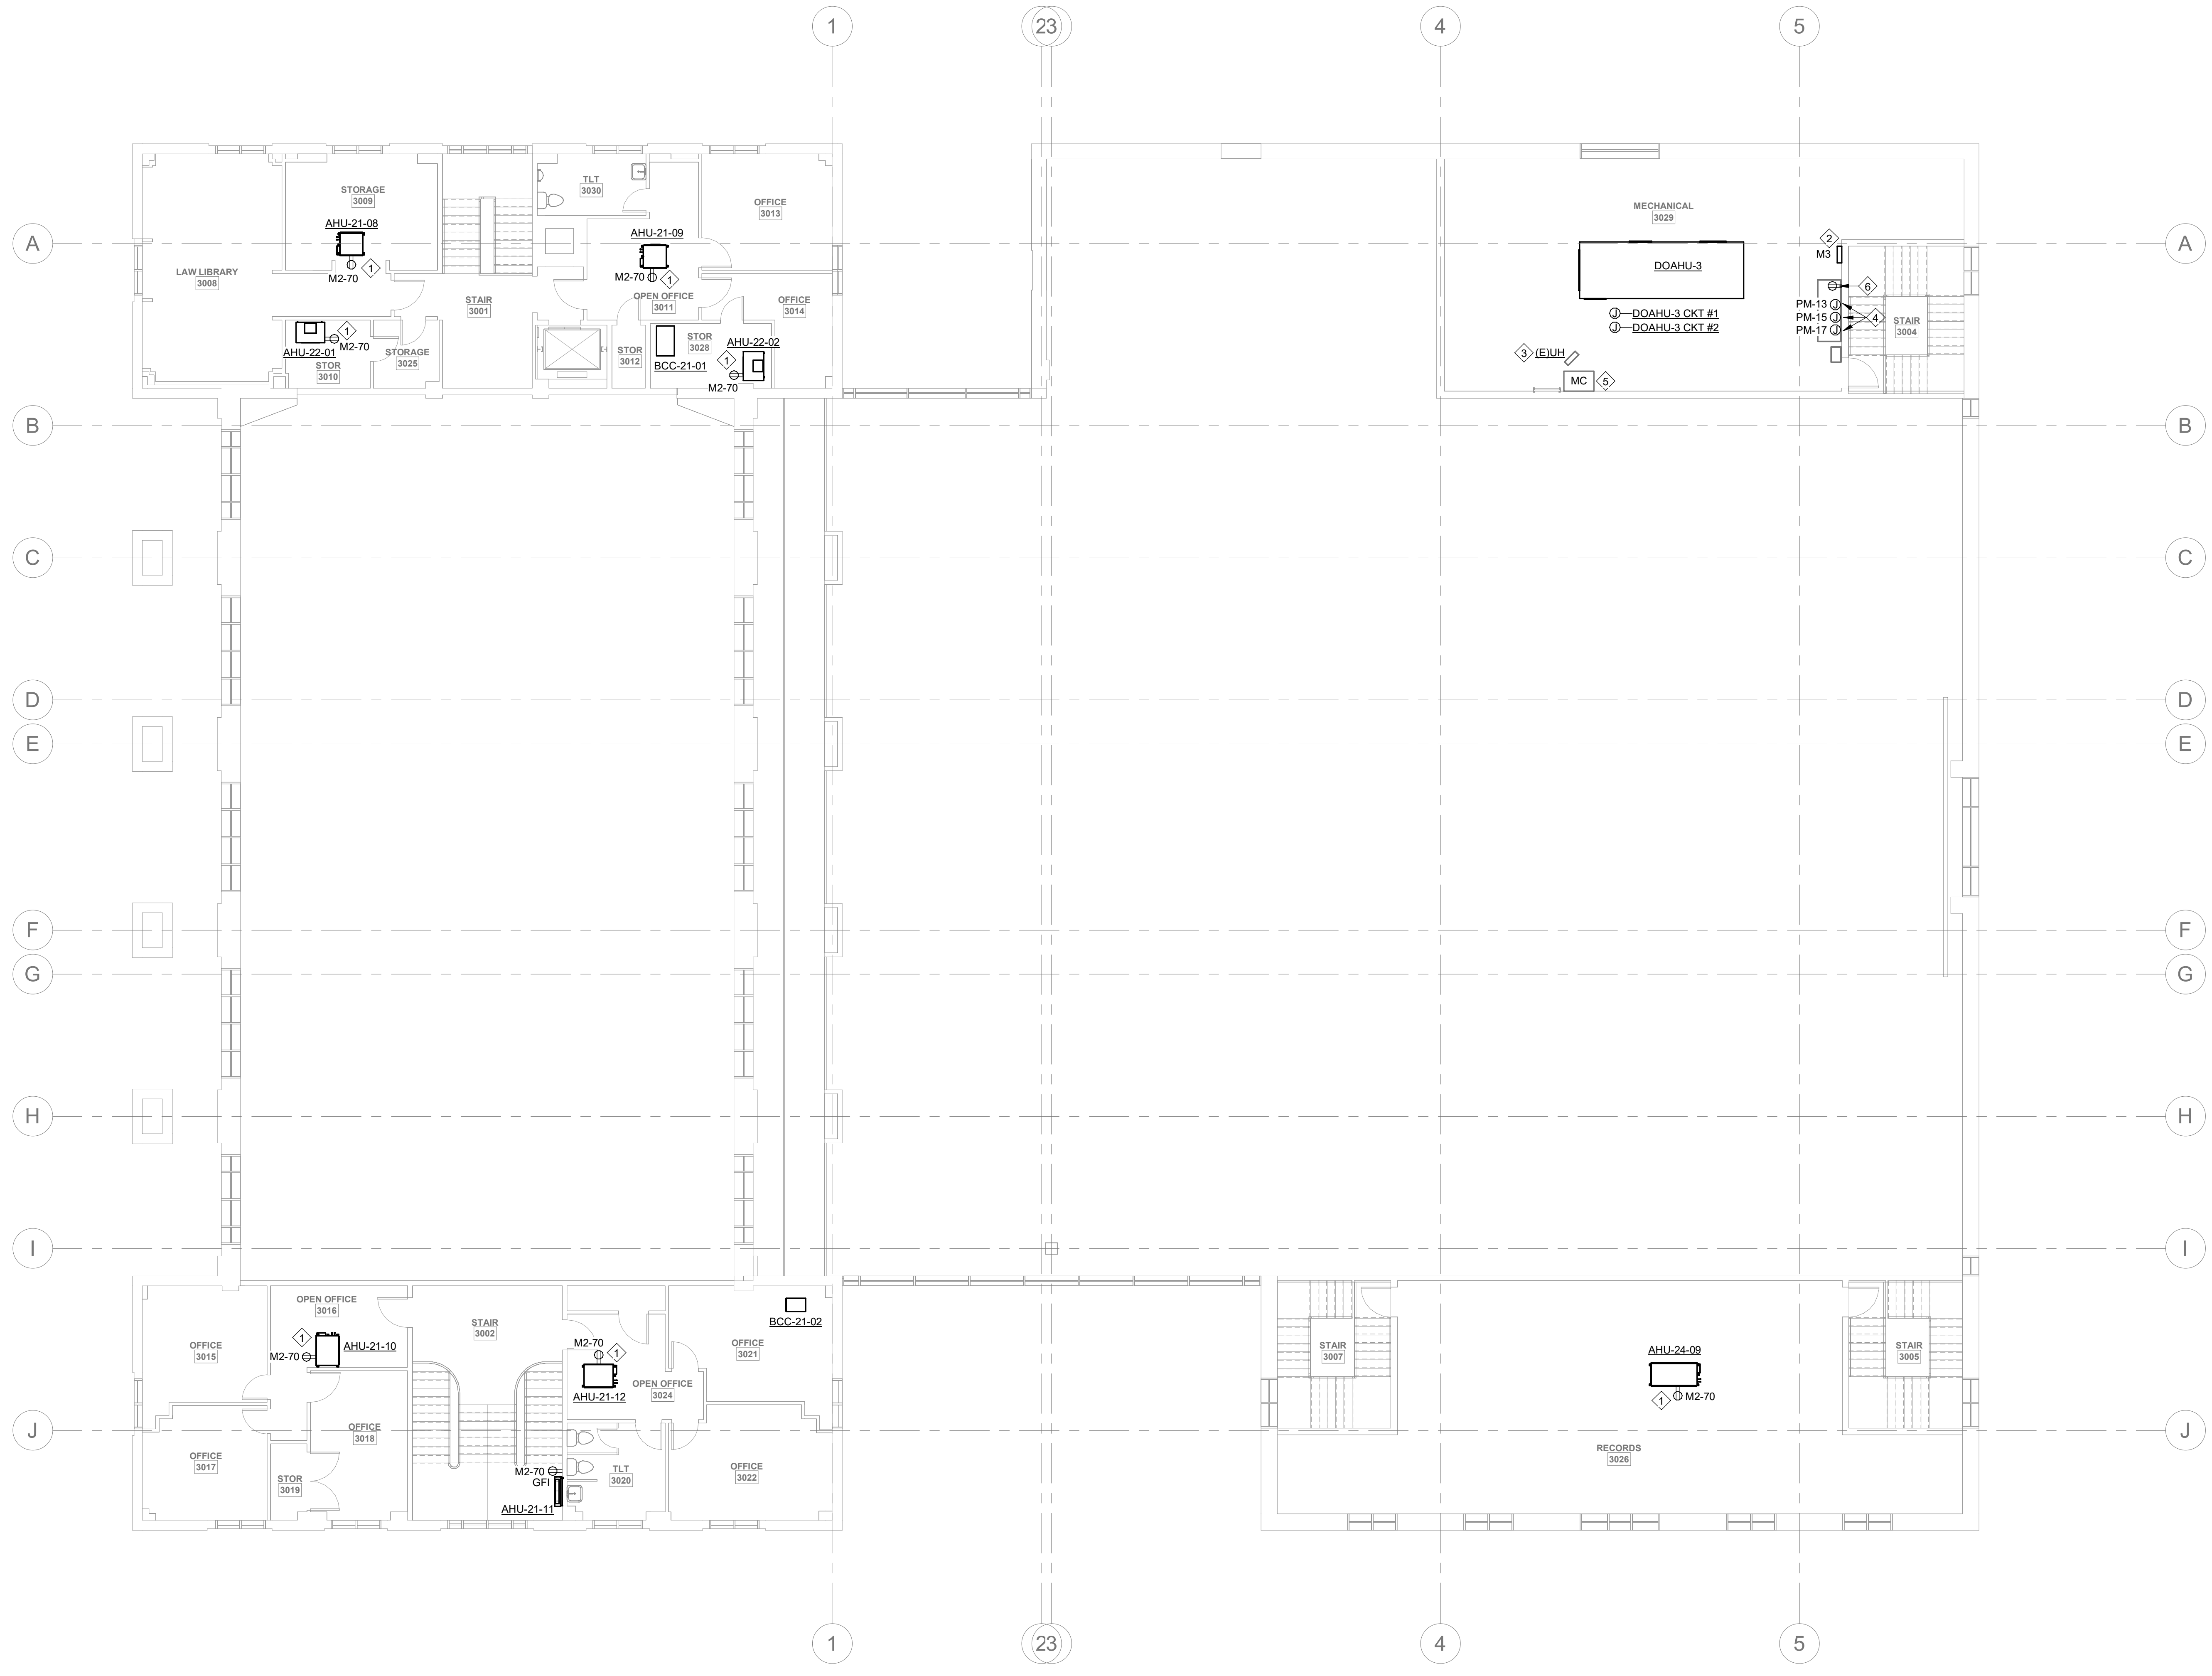 1
23
4
5
TLT
3030
STORAGE
3009
OFFICE
3013
MECHANICAL
3029
A
AHU-21-08
AHU-21-09
2
A
M3
1
M2-70
M2-70
1
LAW LIBRARY
3008
DOAHU-3
6
STAIR
3001
OPEN OFFICE
3011
OFFICE
3014
PM-13 J
PM-15 J
PM-17 J
4
J DOAHU-3 CKT #1
J DOAHU-3 CKT #2
STAIR
3004
1
M2-70
AHU-22-01
STOR
3010
STORAGE
3025
STOR
3012
STOR
3028
AHU-22-02
BCC-21-01
1
M2-70
3 (E)UH
MC 5
B
B
C
C
D
D
E
E
F
F
G
G
H
H
I
I
OPEN OFFICE
3016
BCC-21-02
STAIR
3002
1
AHU-21-10
M2-70
OFFICE
3015
M2-70
1
AHU-21-12
OPEN OFFICE
3024
OFFICE
3021
STAIR
3007
AHU-24-09
STAIR
3005
1
M2-70
J
J
OFFICE
3018
OFFICE
3017
STOR
3019
M2-70
GFI
AHU-21-11
TLT
3020
OFFICE
3022
RECORDS
3026
1
23
4
5